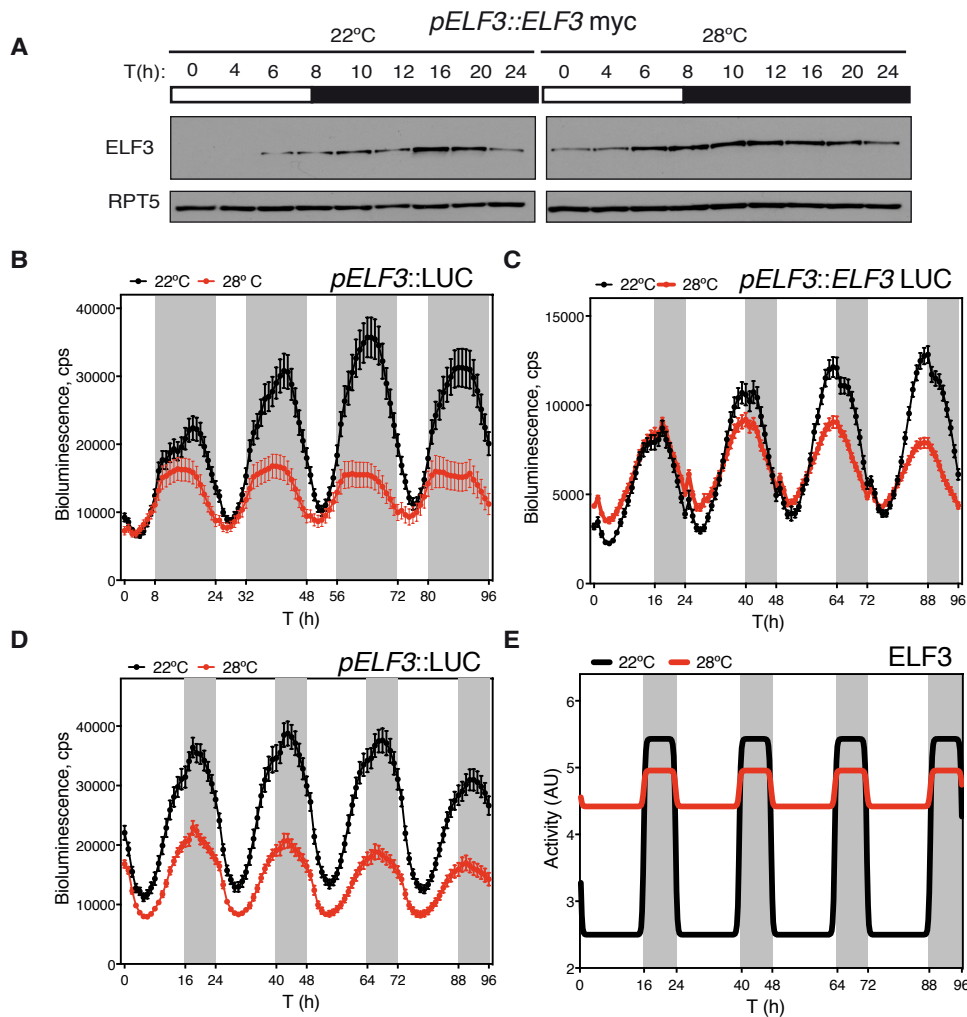 pELF3::ELF3 myc
A
22ºC 28ºC
T(h): 0 4 6 8 10 12 16 20 24 0 4 6 8 10 12 16 20 24
ELF3
RPT5
B
22ºC 28º C
pELF3::LUC
Bioluminescence, cps
40000
30000
20000
10000
0
0 8 24 32 48 56 72 80 96
T (h)
C
22ºC 28ºC
pELF3::ELF3 LUC
Bioluminescence, cps
15000
10000
5000
0
0 16 24 40 48 64 72 88 96
T(h)
D
22ºC 28ºC
pELF3::LUC
Bioluminescence, cps
40000
30000
20000
10000
0
0 16 24 40 48 64 72 88 96
T (h)
E
22ºC 28ºC
ELF3
Activity (AU)
6
5
4
3
2
0 16 24 40 48 64 72 88 96
T (h)